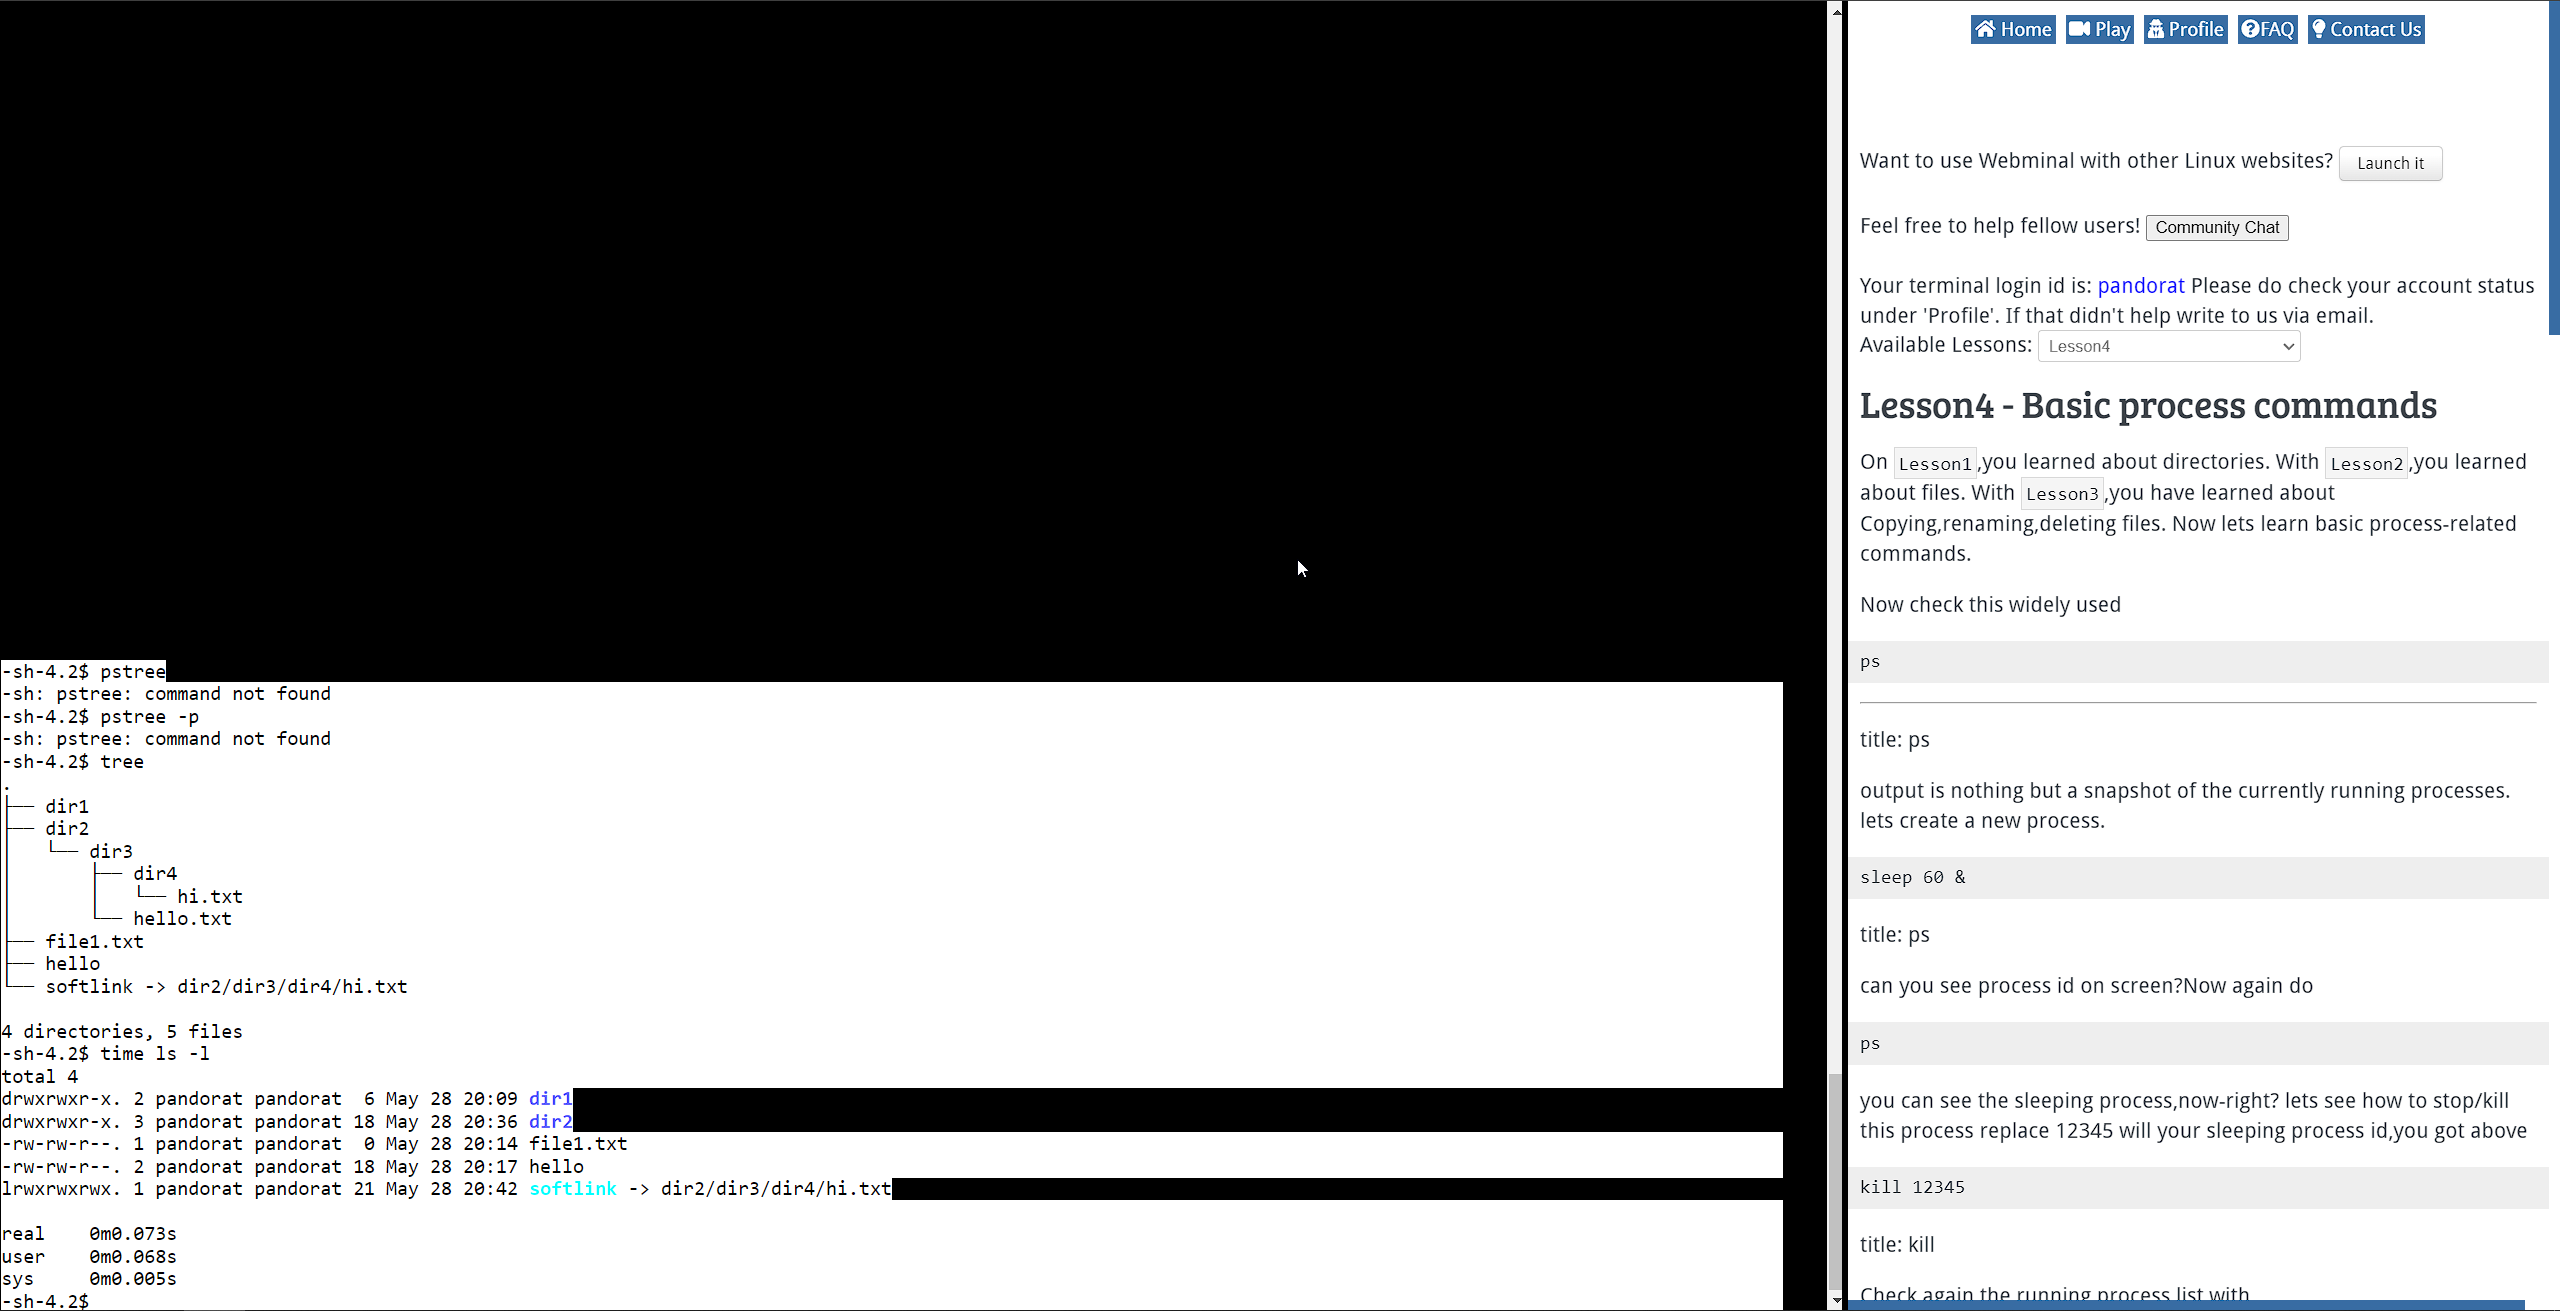 -sh-4.2$ pstree
-sh: pstree: command not found
-sh-4.2$ pstree -p
-sh: pstree: command not found
-sh-4.2$ tree
.
├── dir1
├── dir2
│   └── dir3
│       ├── dir4
│       │   └── hi.txt
│       └── hello.txt
├── file1.txt
├── hello
└── softlink -> dir2/dir3/dir4/hi.txt
4 directories, 5 files
-sh-4.2$ time ls -l
total 4
drwxrwxr-x. 2 pandorat pandorat  6 May 28 20:09 dir1
drwxrwxr-x. 3 pandorat pandorat 18 May 28 20:36 dir2
-rw-rw-r--. 1 pandorat pandorat  0 May 28 20:14 file1.txt
-rw-rw-r--. 2 pandorat pandorat 18 May 28 20:17 hello
lrwxrwxrwx. 1 pandorat pandorat 21 May 28 20:42 softlink -> dir2/dir3/dir4/hi.txt
real    0m0.073s
user    0m0.068s
sys     0m0.005s
-sh-4.2$
Home Play Profile FAQ Contact Us
Want to use Webminal with other Linux websites? Launch it
Feel free to help fellow users! Community Chat
Your terminal login id is: pandorat Please do check your account status
under 'Profile'. If that didn't help write to us via email.
Available Lessons: Lesson4
Lesson4 - Basic process commands
On Lesson1,you learned about directories. With Lesson2,you learned
about files. With Lesson3,you have learned about
Copying,renaming,deleting files. Now lets learn basic process-related
commands.
Now check this widely used
ps
title: ps
output is nothing but a snapshot of the currently running processes.
lets create a new process.
sleep 60 &
title: ps
can you see process id on screen?Now again do
ps
you can see the sleeping process,now-right? lets see how to stop/kill
this process replace 12345 will your sleeping process id,you got above
kill 12345
title: kill
Check again the running process list with